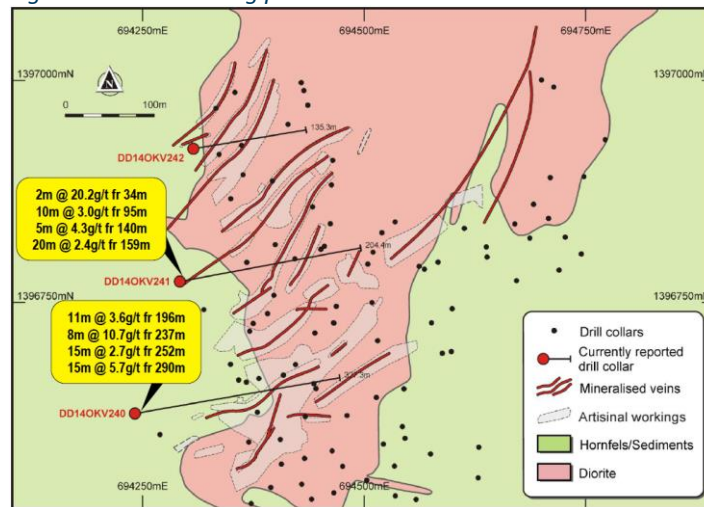 694250mE
694500mE
694750mE
1397000mN
1397000mN
N
0
100m
135.3m
DD14OKV242
2m @ 20.2g/t fr 34m
10m @ 3.0g/t fr 95m
5m @ 4.3g/t fr 140m
20m @ 2.4g/t fr 159m
204.4m
DD14OKV241
1396750mN
1396750mN
11m @ 3.6g/t fr 196m
8m @ 10.7g/t fr 237m
15m @ 2.7g/t fr 252m
15m @ 5.7g/t fr 290m
DD14OKV240
Drill collars
Currently reported
drill collar
Mineralised veins
Artisinal workings
Hornfels/Sediments
Diorite
694250mE
694500mE